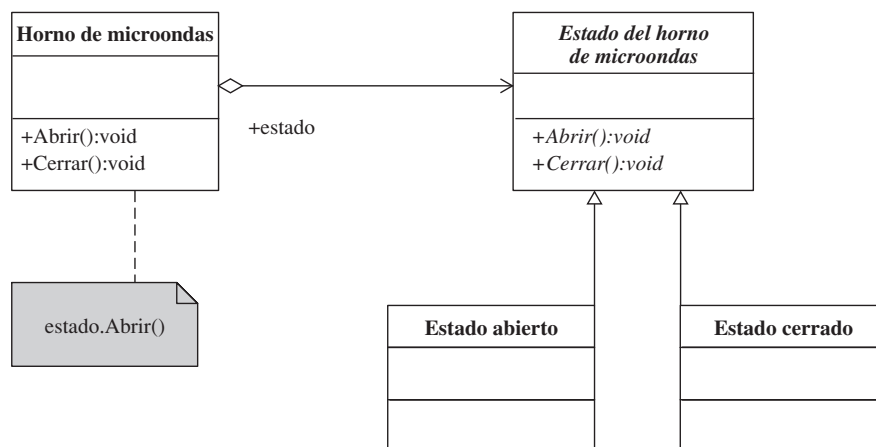 Horno de microondas
+Abrir():void
+Cerrar():void
+estado
Estado del horno
de microondas
+Abrir():void
+Cerrar():void
estado.Abrir()
Estado abierto
Estado cerrado